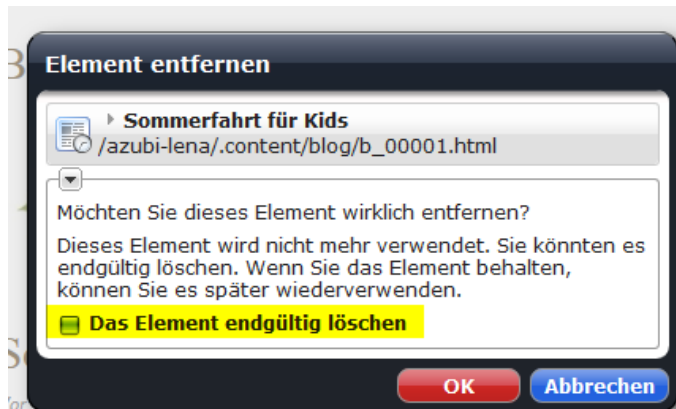 B
Element entfernen
Sommerfahrt für Kids
/azubi-lena/.content/blog/b_00001.html
Möchten Sie dieses Element wirklich entfernen?
Dieses Element wird nicht mehr verwendet. Sie könnten es
endgültig löschen. Wenn Sie das Element behalten,
können Sie es später wiederverwenden.
Das Element endgültig löschen
OK Abbrechen